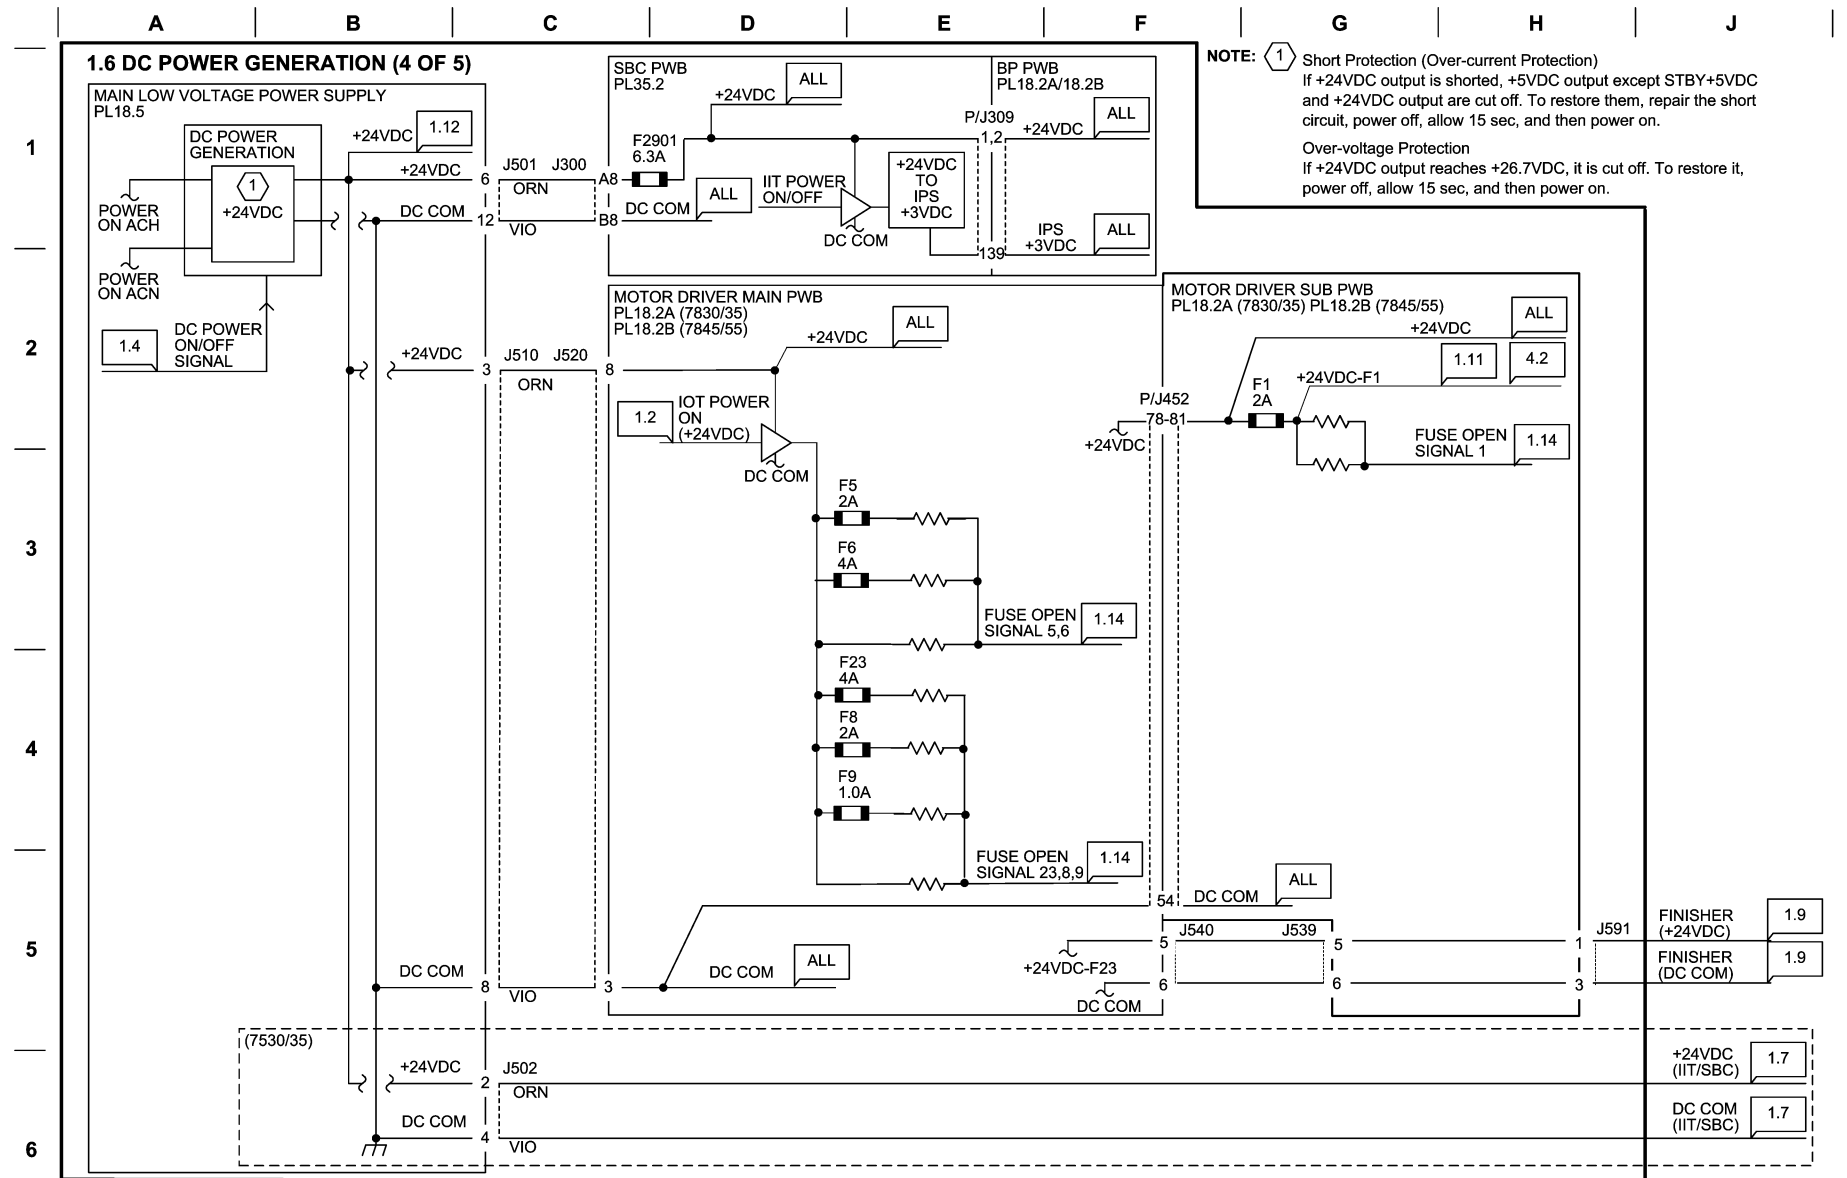 A B C D E F G H J
1.6 DC POWER GENERATION (4 OF 5)
NOTE: 1 Short Protection (Over-current Protection)
If +24VDC output is shorted, +5VDC output except STBY+5VDC
and +24VDC output are cut off. To restore them, repair the short
circuit, power off, allow 15 sec, and then power on.
Over-voltage Protection
If +24VDC output reaches +26.7VDC, it is cut off. To restore it,
power off, allow 15 sec, and then power on.
1
2
3
4
5
6
MAIN LOW VOLTAGE POWER SUPPLY
PL18.5
DC POWER
GENERATION
1
+24VDC
POWER
ON ACH
POWER
ON ACN
1.4
DC POWER
ON/OFF
SIGNAL
+24VDC
1.12
+24VDC
6
J501
J300
ORN
A8
DC COM
12
VIO
B8
SBC PWB
PL35.2
+24VDC
ALL
F2901
6.3A
DC COM
ALL
IIT POWER
ON/OFF
DC COM
+24VDC
TO
IPS
+3VDC
BP PWB
PL18.2A/18.2B
P/J309
1,2
+24VDC
ALL
139
IPS
+3VDC
ALL
+24VDC
3
J510
J520
ORN
8
MOTOR DRIVER MAIN PWB
PL18.2A (7830/35)
PL18.2B (7845/55)
+24VDC
ALL
1.2
IOT POWER
ON
(+24VDC)
DC COM
F5
2A
F6
4A
FUSE OPEN
SIGNAL 5,6
1.14
F23
4A
F8
2A
F9
1.0A
FUSE OPEN
SIGNAL 23,8,9
1.14
MOTOR DRIVER SUB PWB
PL18.2A (7830/35) PL18.2B (7845/55)
+24VDC
ALL
1.11
4.2
+24VDC-F1
F1
2A
P/J452
78-81
+24VDC
FUSE OPEN
SIGNAL 1
1.14
54
DC COM
ALL
DC COM
8
VIO
3
DC COM
ALL
+24VDC-F23
5
J540
J539
5
1
J591
FINISHER
(+24VDC)
1.9
DC COM
6
6
3
FINISHER
(DC COM)
1.9
(7530/35)
+24VDC
2
J502
ORN
+24VDC
(IIT/SBC)
1.7
DC COM
4
VIO
DC COM
(IIT/SBC)
1.7